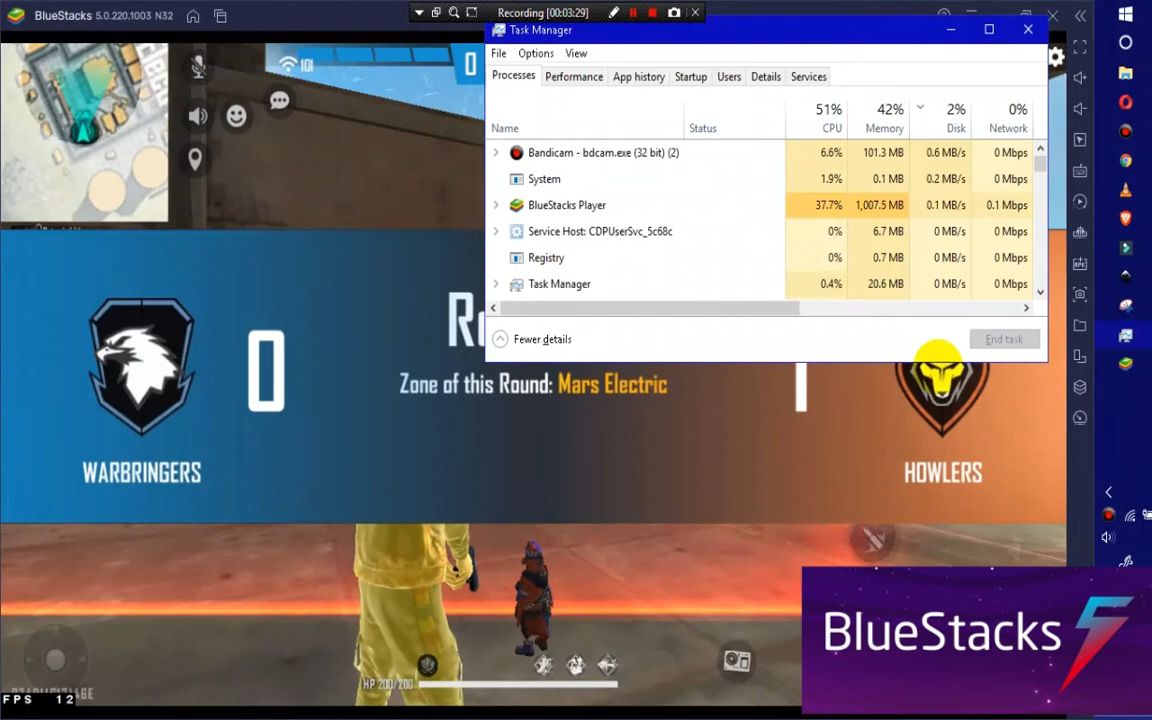 BlueStacks 5.0.220.1003 N32
Recording [00:03:29]
Task Manager
File Options View
Processes Performance App history Startup Users Details Services
51% 42% 2% 0%
Name Status CPU Memory Disk Network
Bandicam - bdcam.exe (32 bit) (2) 6.6% 101.3 MB 0.6 MB/s 0 Mbps
System 1.9% 0.1 MB 0.2 MB/s 0 Mbps
BlueStacks Player 37.7% 1,007.5 MB 0.1 MB/s 0.1 Mbps
Service Host: CDPUserSvc_5c68c 0% 6.7 MB 0 MB/s 0 Mbps
Registry 0% 0.7 MB 0 MB/s 0 Mbps
Task Manager 0.4% 20.6 MB 0 MB/s 0 Mbps
Fewer details End task
101
0
0
1
Zone of this Round: Mars Electric
WARBRINGERS
HOWLERS
HP 200/200
FPS 12
BlueStacks 5